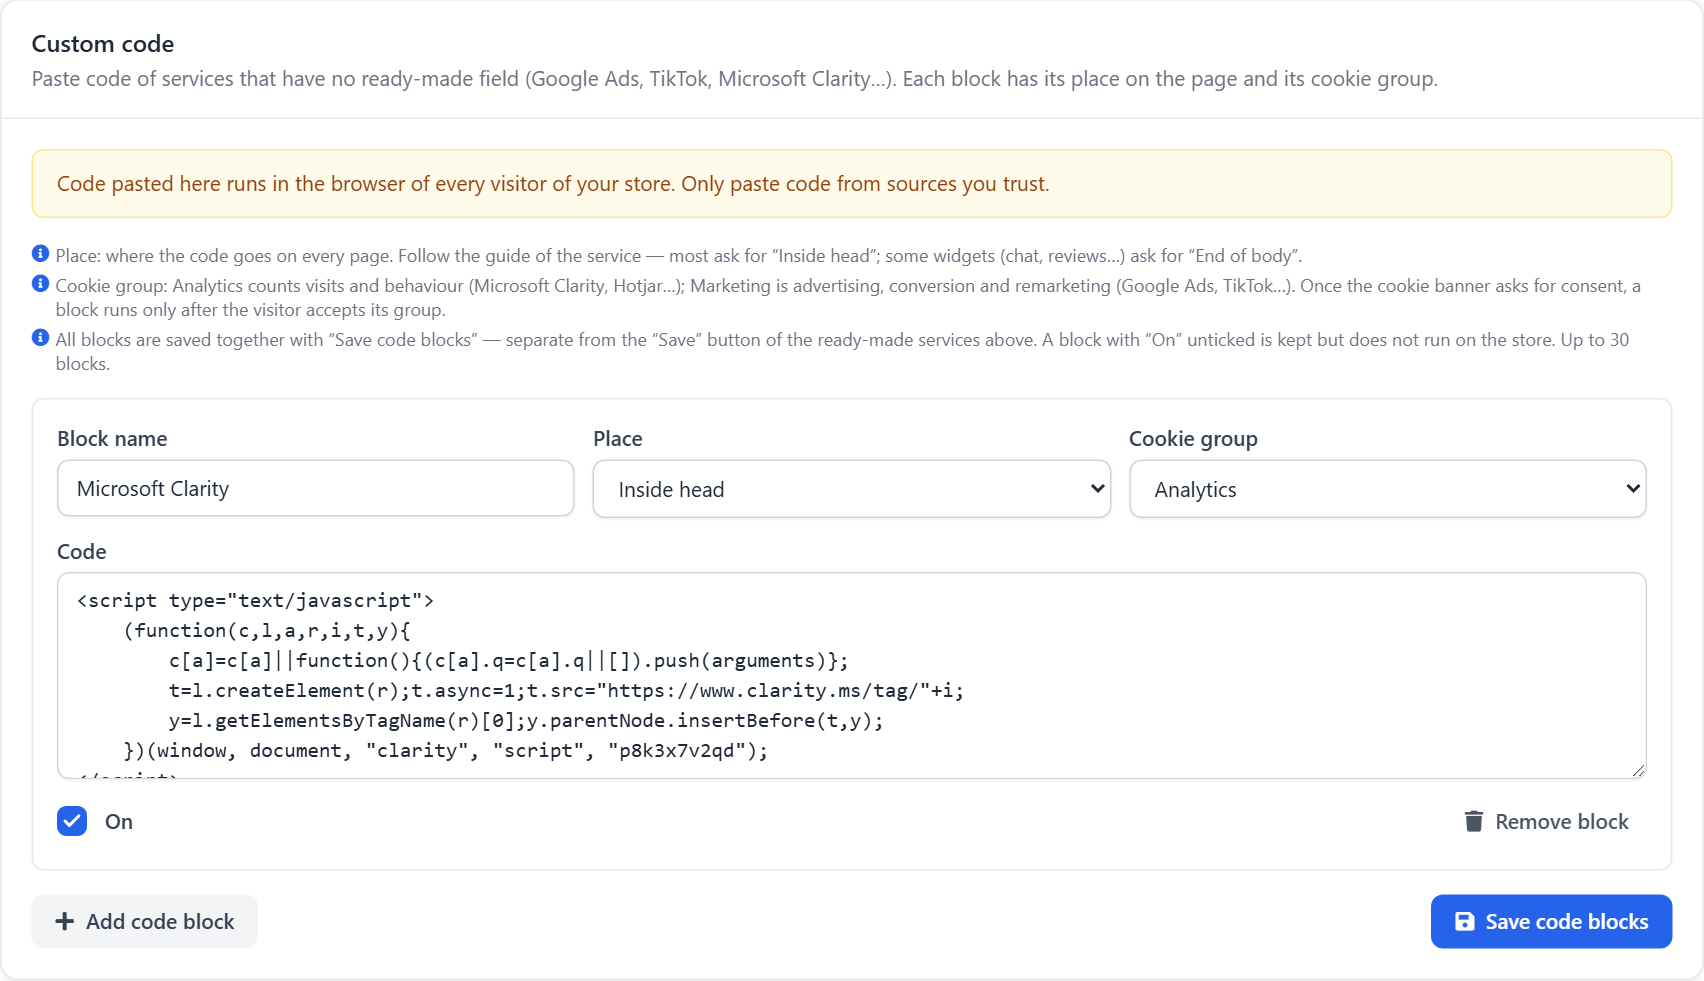 Custom code
Paste code of services that have no ready-made field (Google Ads, TikTok, Microsoft Clarity...). Each block has its place on the page and its cookie group.
Code pasted here runs in the browser of every visitor of your store. Only paste code from sources you trust.
Place: where the code goes on every page. Follow the guide of the service — most ask for “Inside head”; some widgets (chat, reviews...) ask for “End of body”.
Cookie group: Analytics counts visits and behaviour (Microsoft Clarity, Hotjar...); Marketing is advertising, conversion and remarketing (Google Ads, TikTok...). Once the cookie banner asks for consent, a
block runs only after the visitor accepts its group.
All blocks are saved together with “Save code blocks” — separate from the “Save” button of the ready-made services above. A block with “On” unticked is kept but does not run on the store. Up to 30
blocks.
Block name
Place
Cookie group
Microsoft Clarity
Inside head
Analytics
Code
<script type="text/javascript">
    (function(c,l,a,r,i,t,y){
        c[a]=c[a]||function(){(c[a].q=c[a].q||[]).push(arguments)};
        t=l.createElement(r);t.async=1;t.src="https://www.clarity.ms/tag/"+i;
        y=l.getElementsByTagName(r)[0];y.parentNode.insertBefore(t,y);
    })(window, document, "clarity", "script", "p8k3x7v2qd");
</script>
On
Remove block
Add code block
Save code blocks